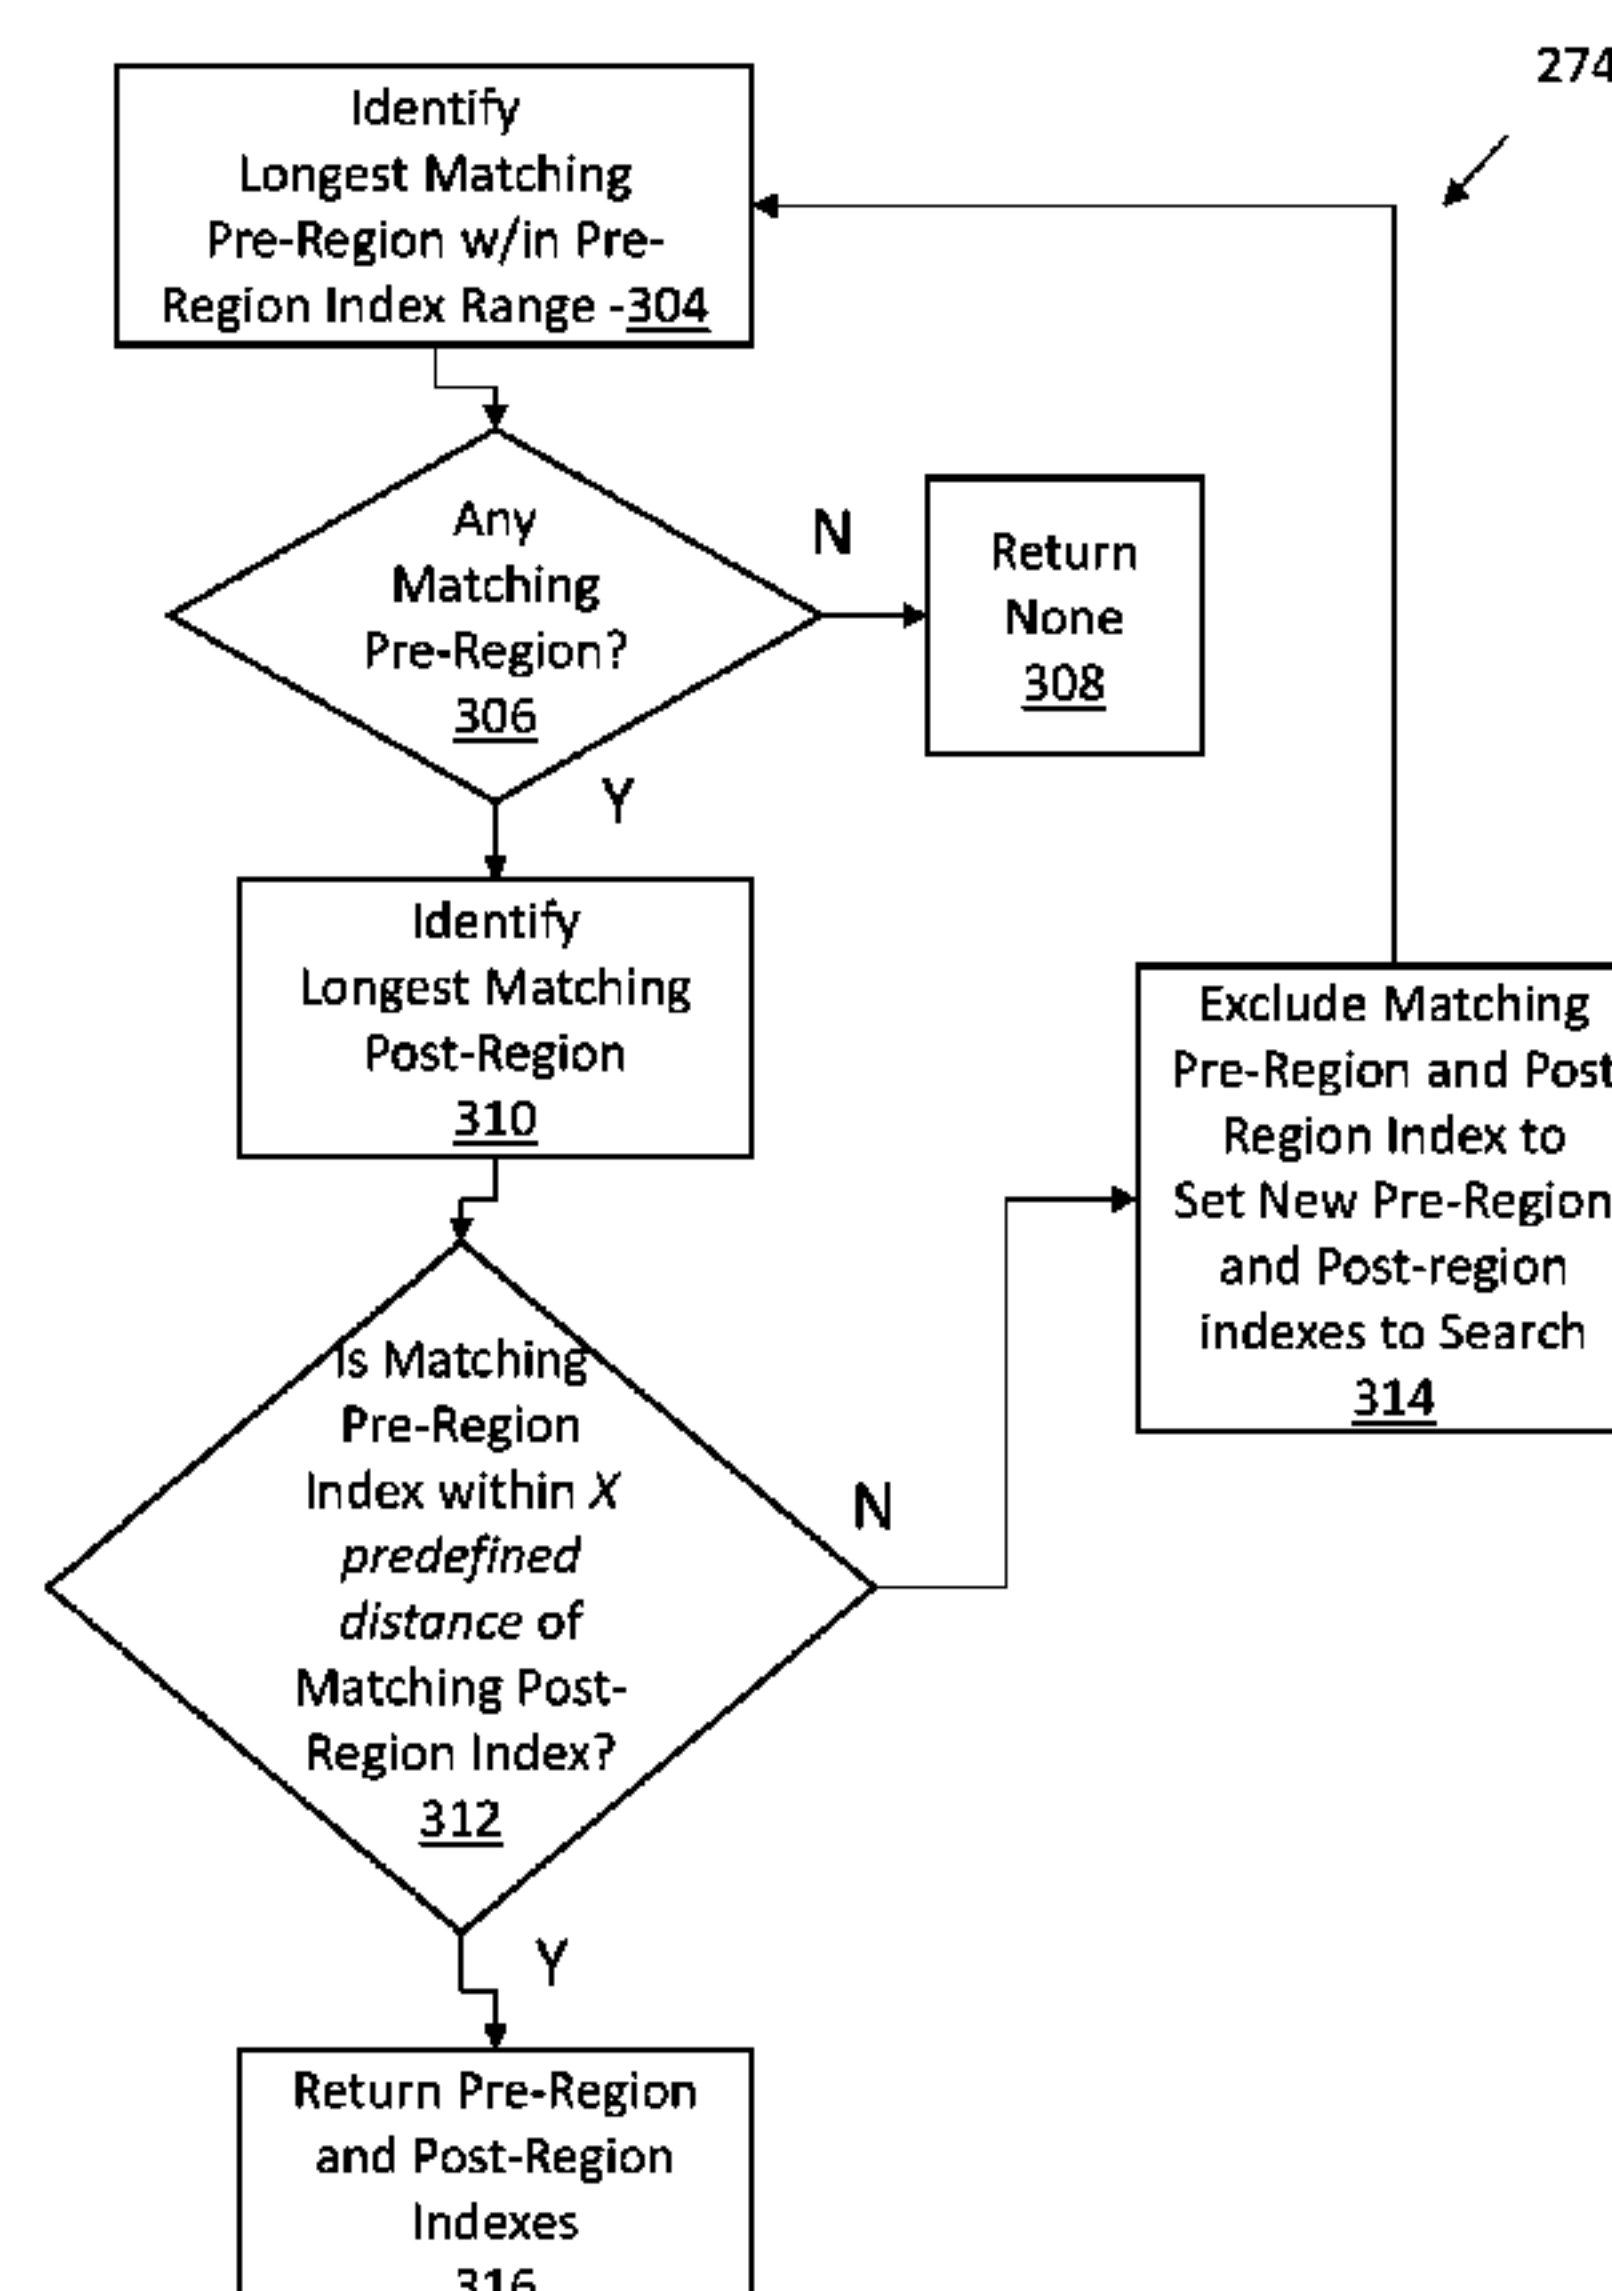 274
Identify
Longest Matching
Pre-Region w/in Pre-
Region Index Range -304
Any
Matching
Pre-Region?
306
N
Return
None
308
Y
Identify
Longest Matching
Post-Region
310
Exclude Matching
Pre-Region and Post
Region Index to
Set New Pre-Region
and Post-region
indexes to Search
314
Is Matching
Pre-Region
Index within X
predefined
distance of
Matching Post-
Region Index?
312
N
Y
Return Pre-Region
and Post-Region
Indexes
316